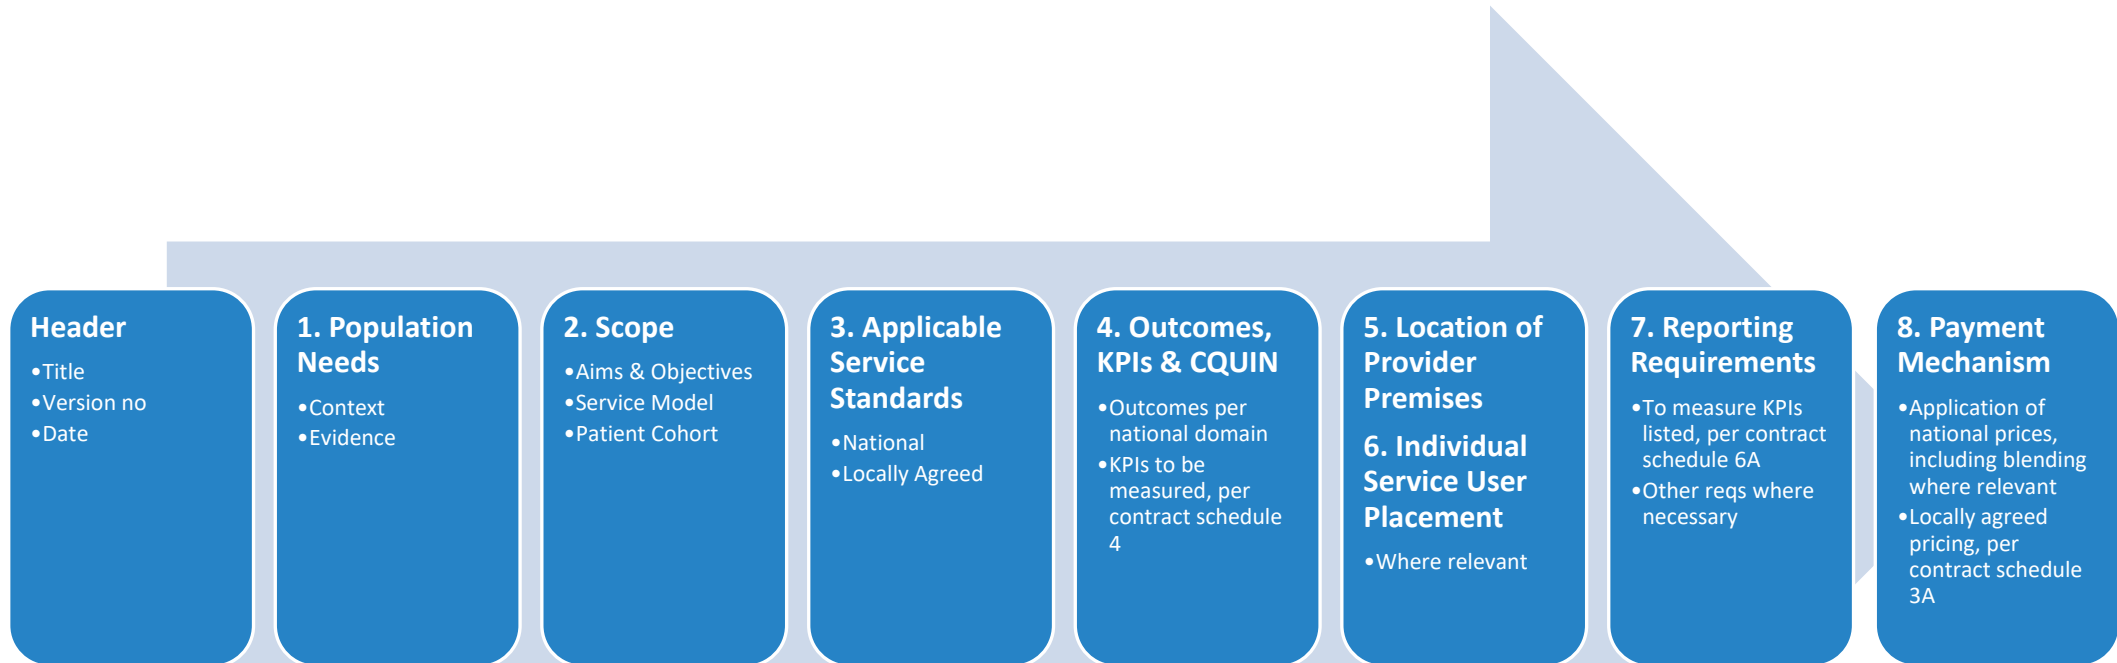 Header
•Title
•Version no
•Date
1. Population
Needs
•Context
•Evidence
2. Scope
•Aims & Objectives
•Service Model
•Patient Cohort
3. Applicable
Service
Standards
•National
•Locally Agreed
4. Outcomes,
KPIs & CQUIN
•Outcomes per
national domain
•KPIs to be
measured, per
contract schedule
4
5. Location of
Provider
Premises
6. Individual
Service User
Placement
•Where relevant
7. Reporting
Requirements
•To measure KPIs
listed, per contract
schedule 6A
•Other reqs where
necessary
8. Payment
Mechanism
•Application of
national prices,
including blending
where relevant
•Locally agreed
pricing, per
contract schedule
3A